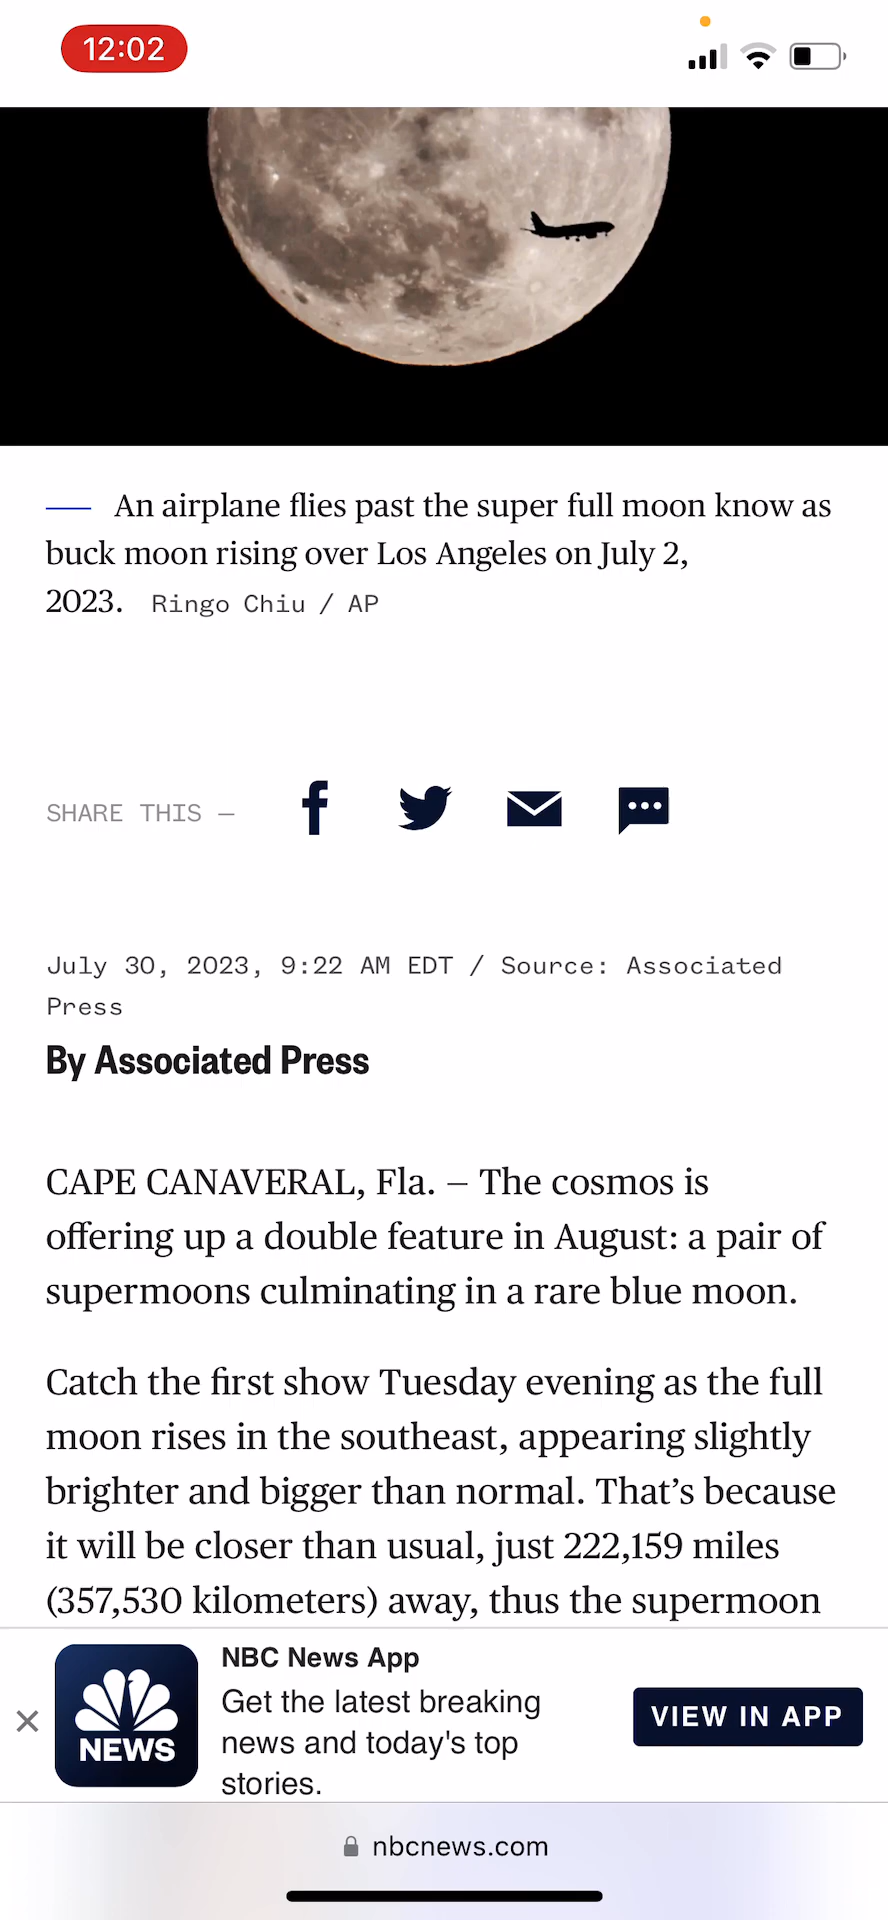 12:02
— An airplane flies past the super full moon know as
buck moon rising over Los Angeles on July 2,
2023. Ringo Chiu / AP
SHARE THIS —
July 30, 2023, 9:22 AM EDT / Source: Associated
Press
By Associated Press
CAPE CANAVERAL, Fla. — The cosmos is
offering up a double feature in August: a pair of
supermoons culminating in a rare blue moon.
Catch the first show Tuesday evening as the full
moon rises in the southeast, appearing slightly
brighter and bigger than normal. That’s because
it will be closer than usual, just 222,159 miles
(357,530 kilometers) away, thus the supermoon
NBC News App
Get the latest breaking
news and today's top
stories.
NEWS
VIEW IN APP
nbcnews.com